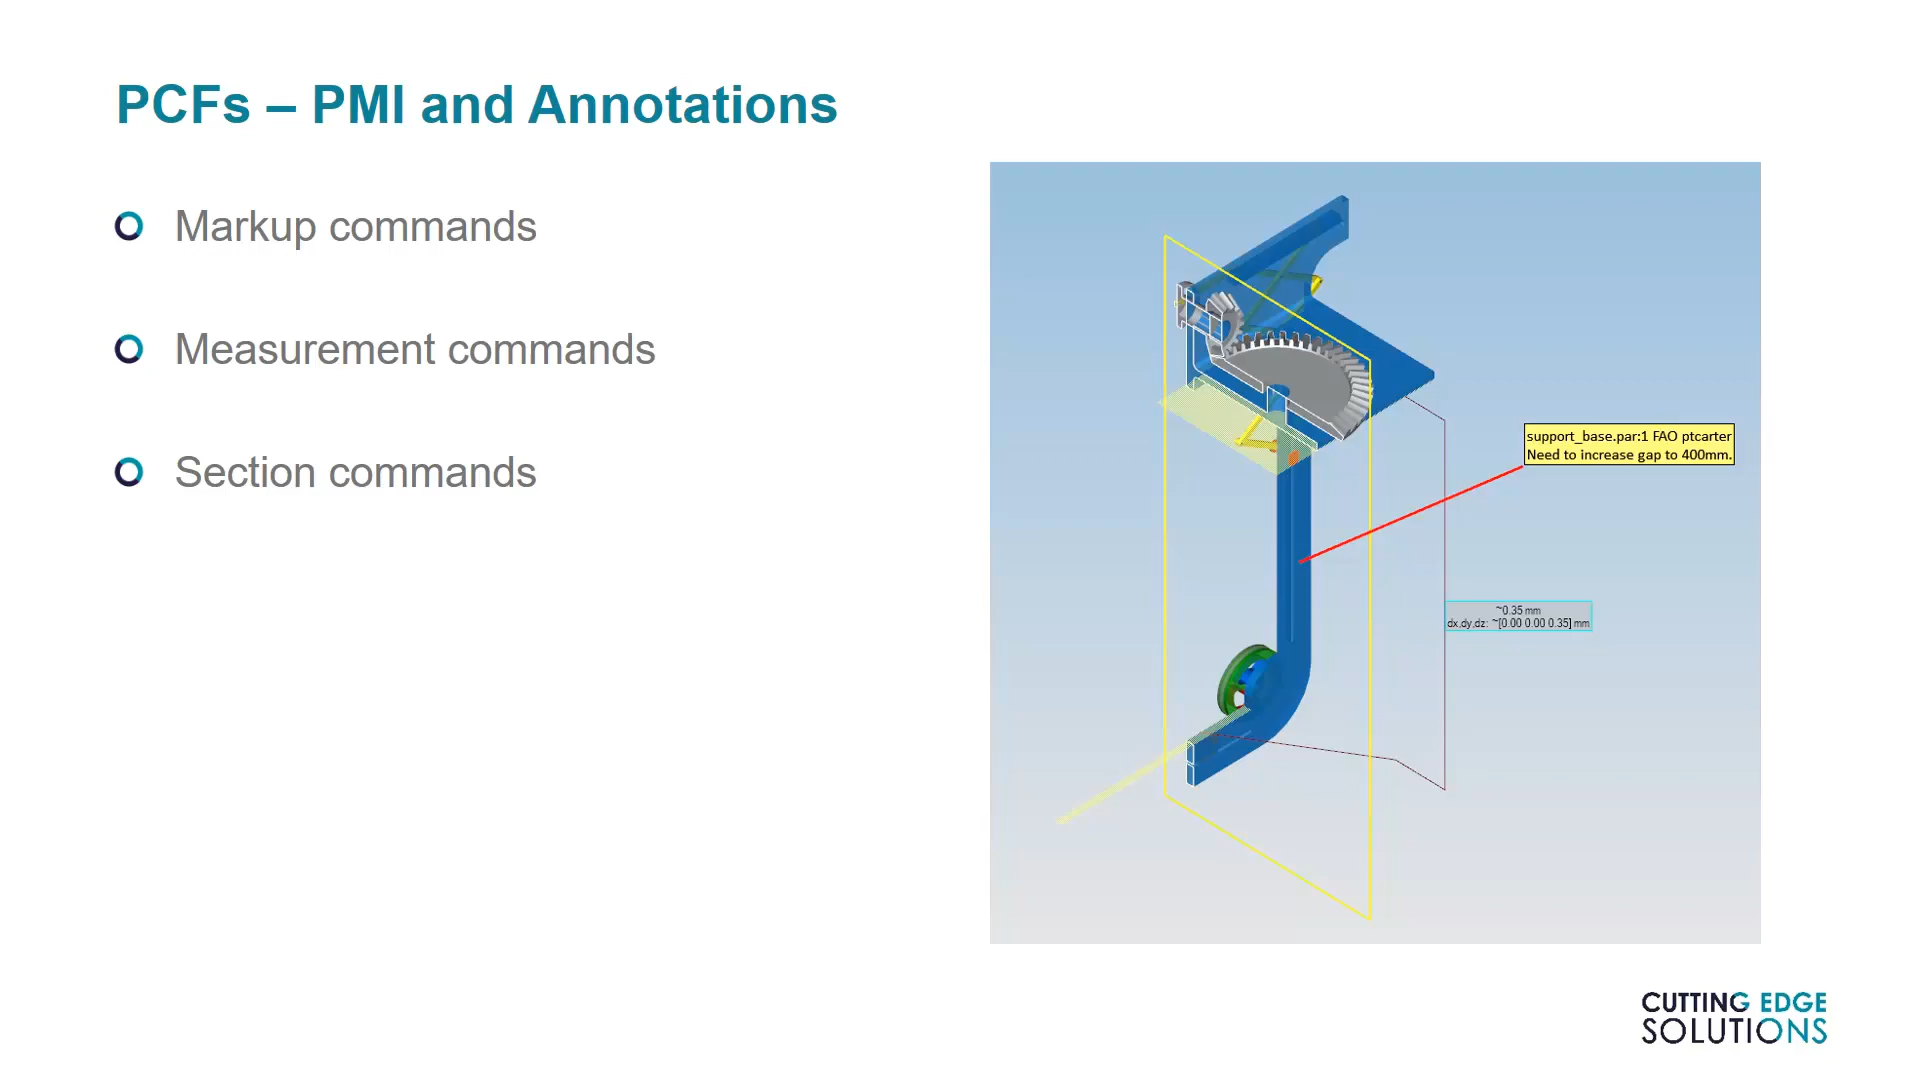 PCFs – PMI and Annotations
Markup commands
Measurement commands
Section commands
support_base.par:1 FAO ptcarter
Need to increase gap to 400mm.
~0.35 mm
dx,dy,dz: ~[0.00 0.00 0.35] mm
CUTTING EDGE
SOLUTIONS